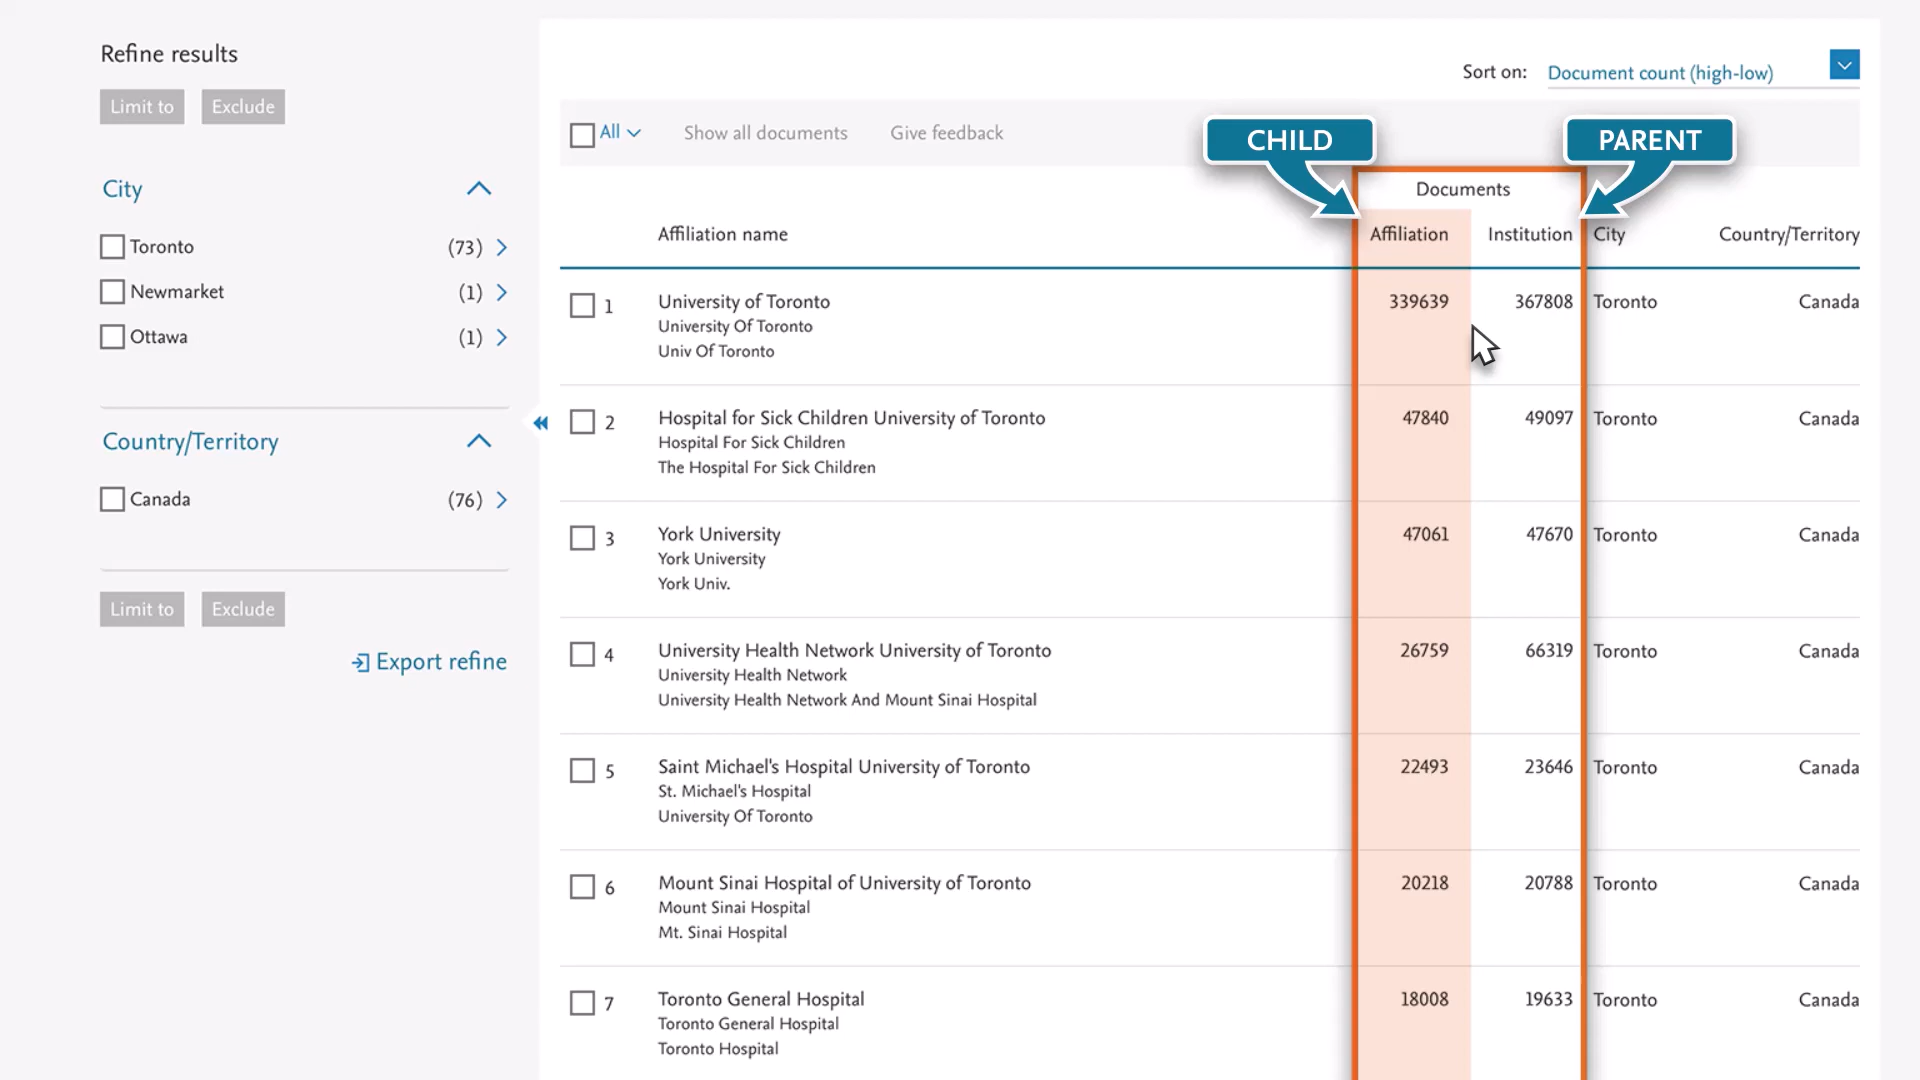 Refine results
Limit to Exclude
City
Toronto (73)
Newmarket (1)
Ottawa (1)
Country/Territory
Canada (76)
Limit to Exclude
Export refine
Sort on: Document count (high-low)
All Show all documents Give feedback
CHILD PARENT
Documents
Affiliation name Affiliation Institution City Country/Territory
1 University of Toronto 339639 367808 Toronto Canada
University Of Toronto
Univ Of Toronto
2 Hospital for Sick Children University of Toronto 47840 49097 Toronto Canada
Hospital For Sick Children
The Hospital For Sick Children
3 York University 47061 47670 Toronto Canada
York University
York Univ.
4 University Health Network University of Toronto 26759 66319 Toronto Canada
University Health Network
University Health Network And Mount Sinai Hospital
5 Saint Michael's Hospital University of Toronto 22493 23646 Toronto Canada
St. Michael's Hospital
University Of Toronto
6 Mount Sinai Hospital of University of Toronto 20218 20788 Toronto Canada
Mount Sinai Hospital
Mt. Sinai Hospital
7 Toronto General Hospital 18008 19633 Toronto Canada
Toronto General Hospital
Toronto Hospital